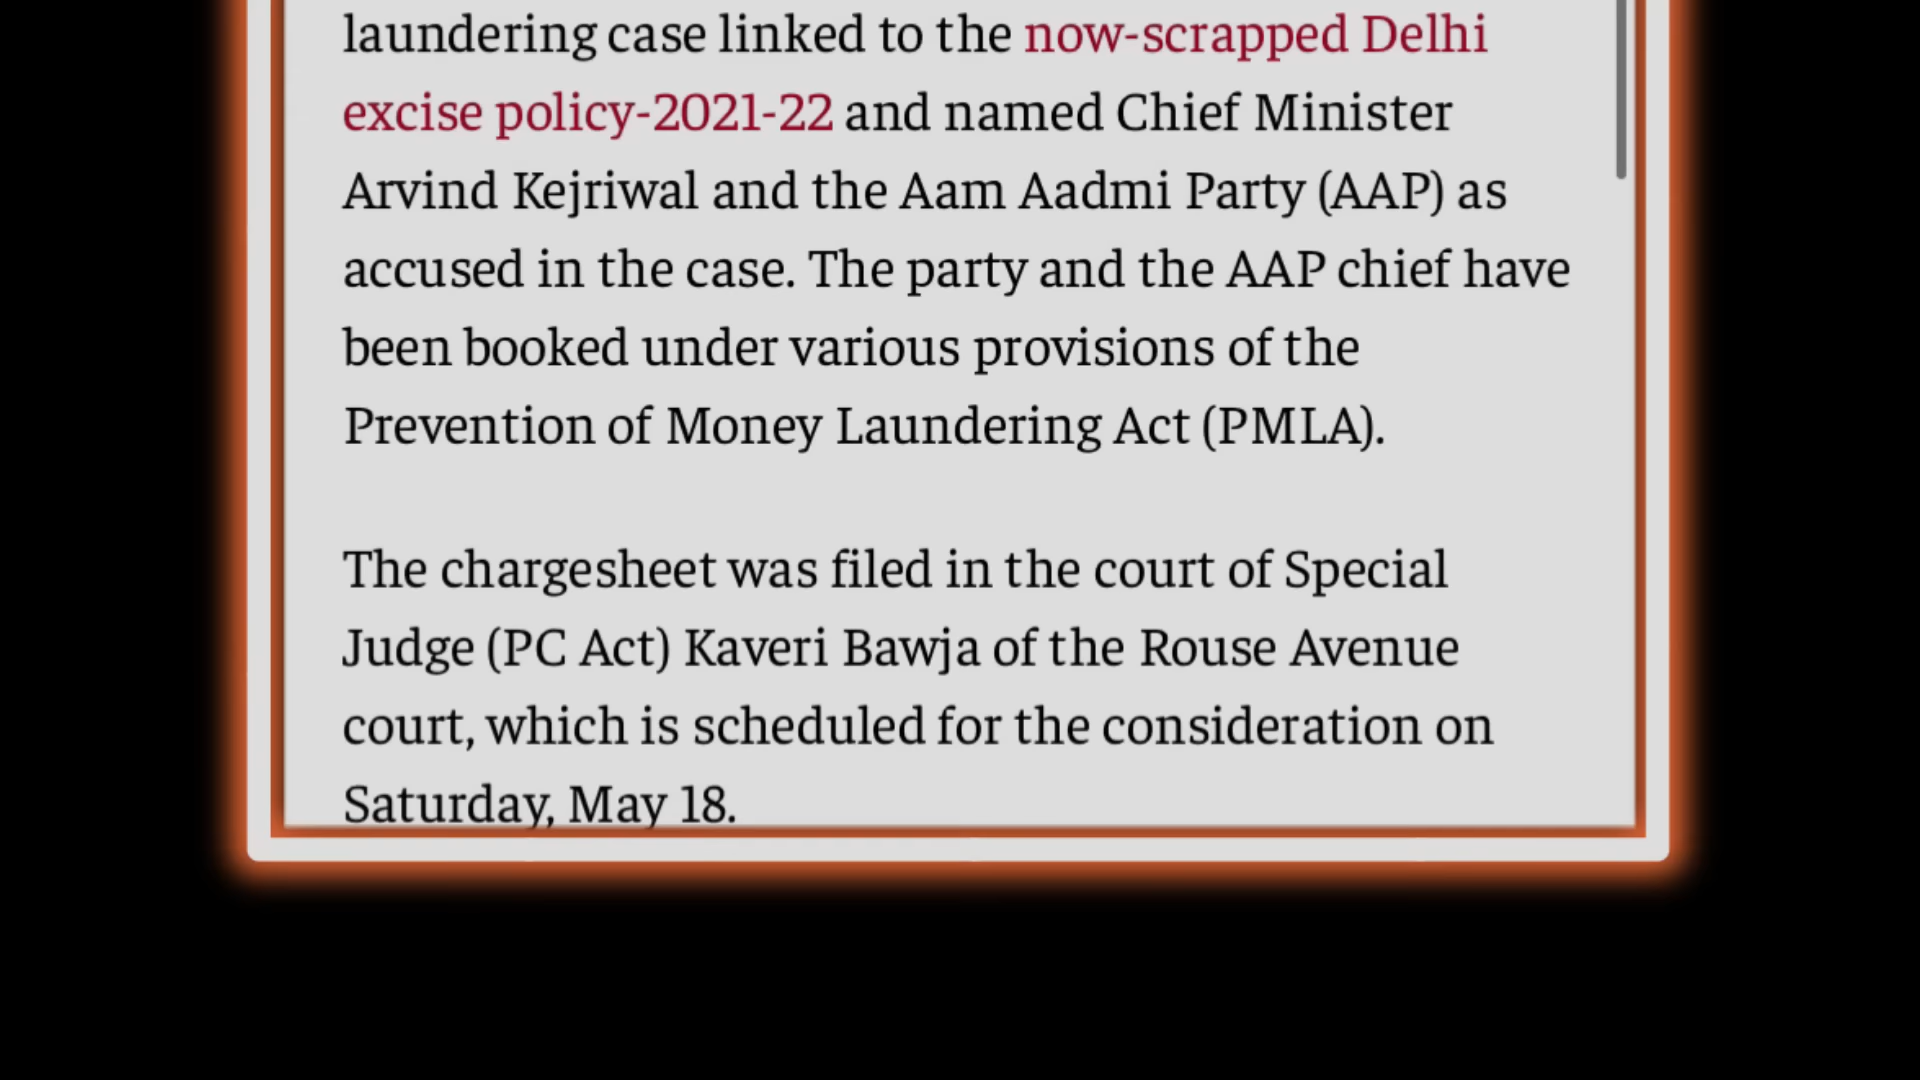 laundering case linked to the now-scrapped Delhi
excise policy-2021-22 and named Chief Minister
Arvind Kejriwal and the Aam Aadmi Party (AAP) as
accused in the case. The party and the AAP chief have
been booked under various provisions of the
Prevention of Money Laundering Act (PMLA).
The chargesheet was filed in the court of Special
Judge (PC Act) Kaveri Bawja of the Rouse Avenue
court, which is scheduled for the consideration on
Saturday, May 18.